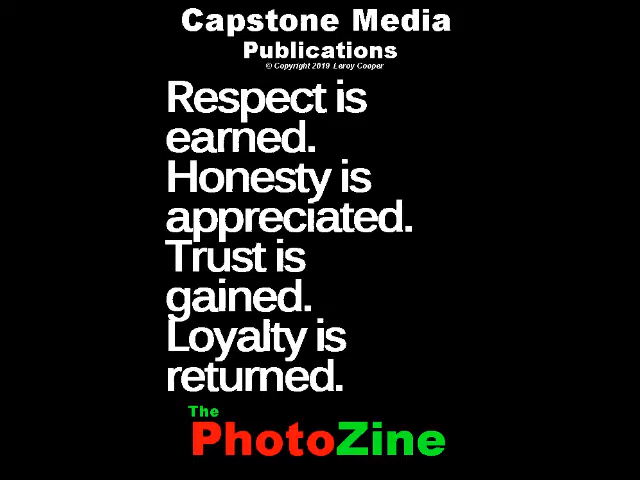 Capstone Media
Publications
© Copyright 2019 Leroy Cooper
Respect is
earned.
Honesty is
appreciated.
Trust is
gained.
Loyalty is
returned.
The
PhotoZine